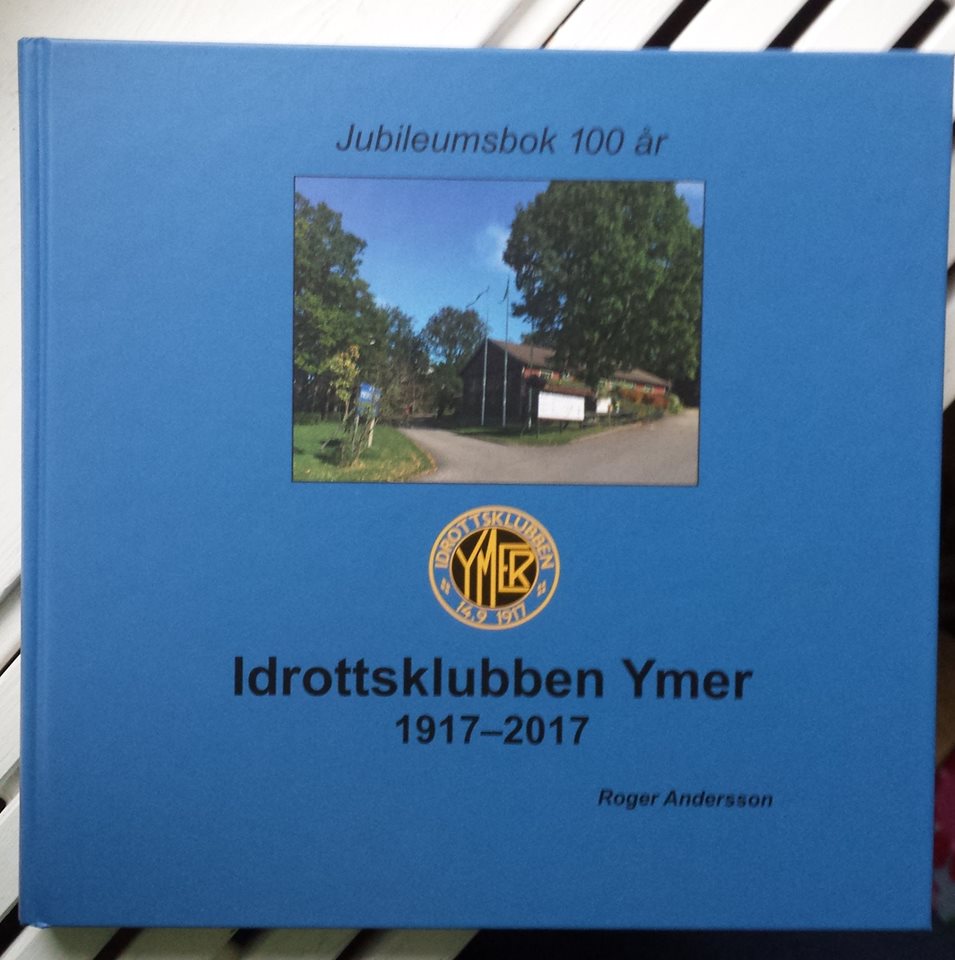 Jubileumsbok 100 år
IDROTTSKLUBBEN
YMER
14.9 1917
Idrottsklubben Ymer
1917–2017
Roger Andersson